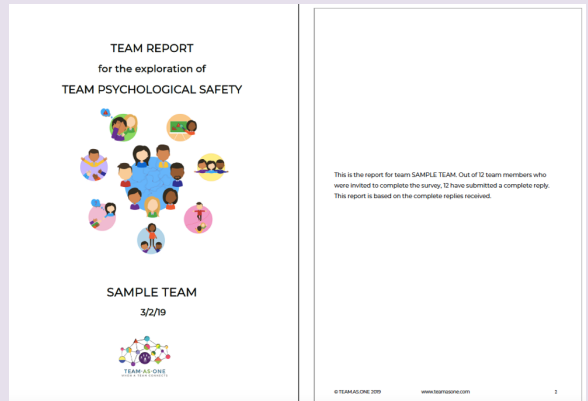 TEAM REPORT
for the exploration of
TEAM PSYCHOLOGICAL SAFETY
SAMPLE TEAM
3/2/19
TEAM·AS·ONE
WHEN A TEAM CONNECTS
This is the report for team SAMPLE TEAM. Out of 12 team members who
were invited to complete the survey, 12 have submitted a complete reply.
This report is based on the complete replies received.
© TEAM.AS.ONE 2019 www.teamasone.com